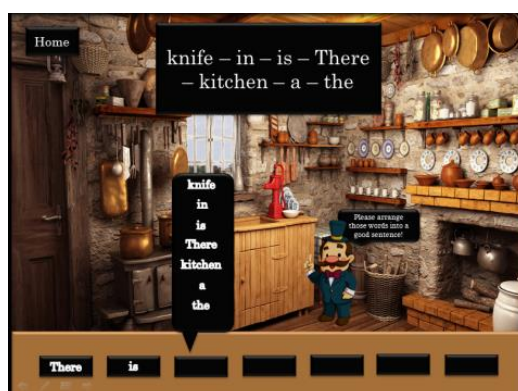 Home
knife – in – is – There
– kitchen – a – the
knife
in
is
There
kitchen
a
the
Please arrange
those words into a
good sentence!
There is